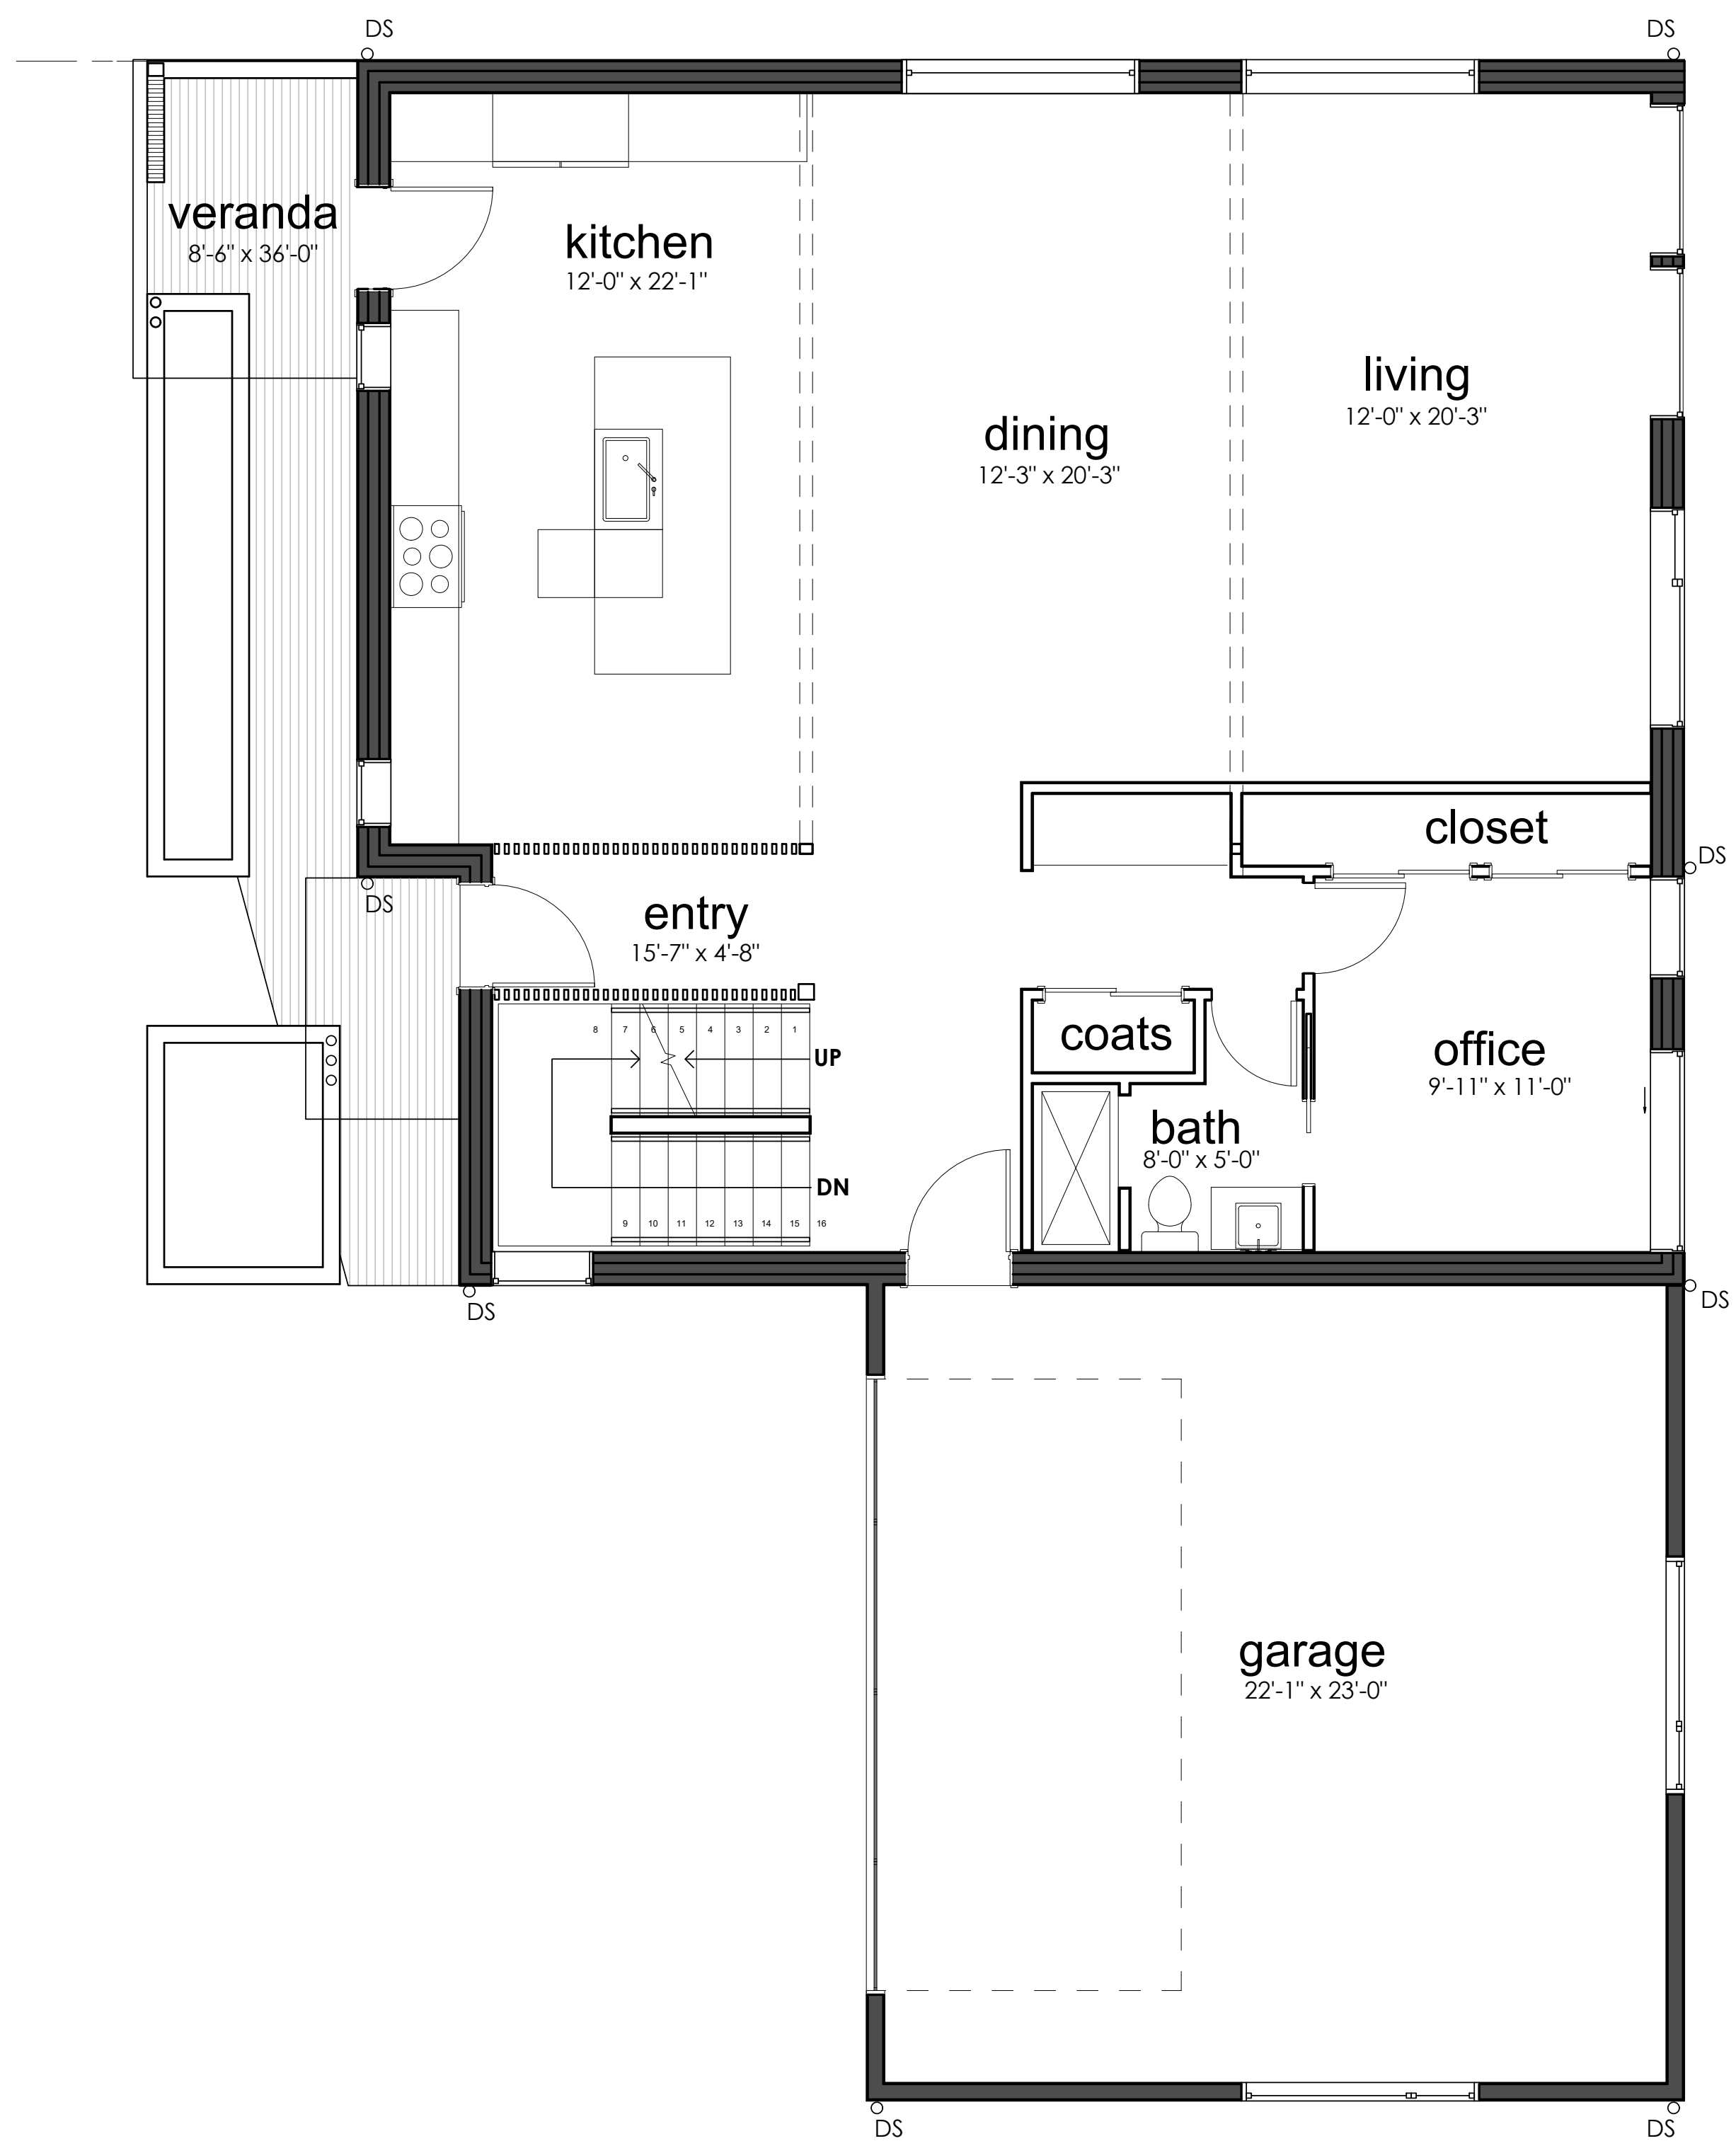 DS
DS
veranda
8'-6" x 36'-0"
kitchen
12'-0" x 22'-1"
living
12'-0" x 20'-3"
dining
12'-3" x 20'-3"
closet
DS
DS
entry
15'-7" x 4'-8"
8 7 6 5 4 3 2 1
UP
coats
office
9'-11" x 11'-0"
bath
8'-0" x 5'-0"
DN
9 10 11 12 13 14 15 16
DS
DS
garage
22'-1" x 23'-0"
DS
DS